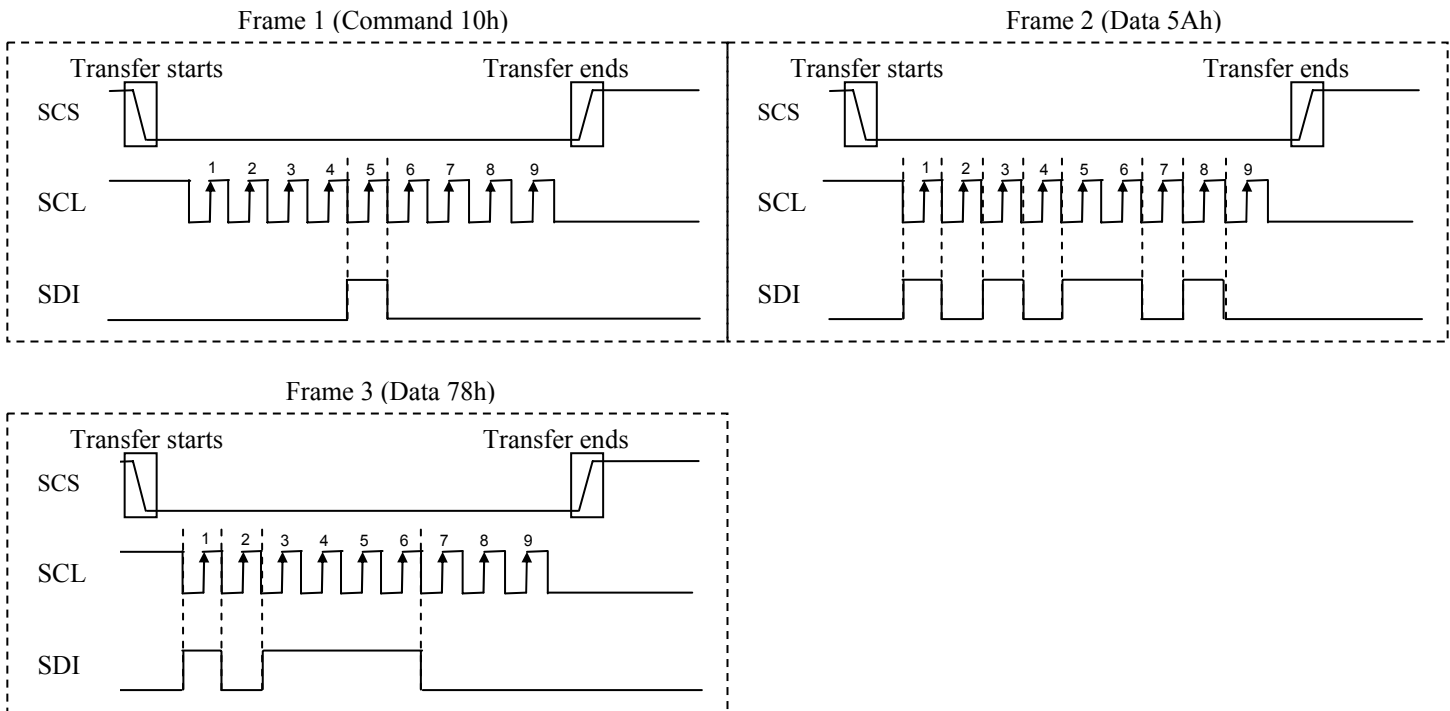 Frame 1 (Command 10h)
Transfer starts Transfer ends
SCS
1 2 3 4 5 6 7 8 9
SCL
SDI
Frame 2 (Data 5Ah)
Transfer starts Transfer ends
SCS
1 2 3 4 5 6 7 8 9
SCL
SDI
Frame 3 (Data 78h)
Transfer starts Transfer ends
SCS
1 2 3 4 5 6 7 8 9
SCL
SDI